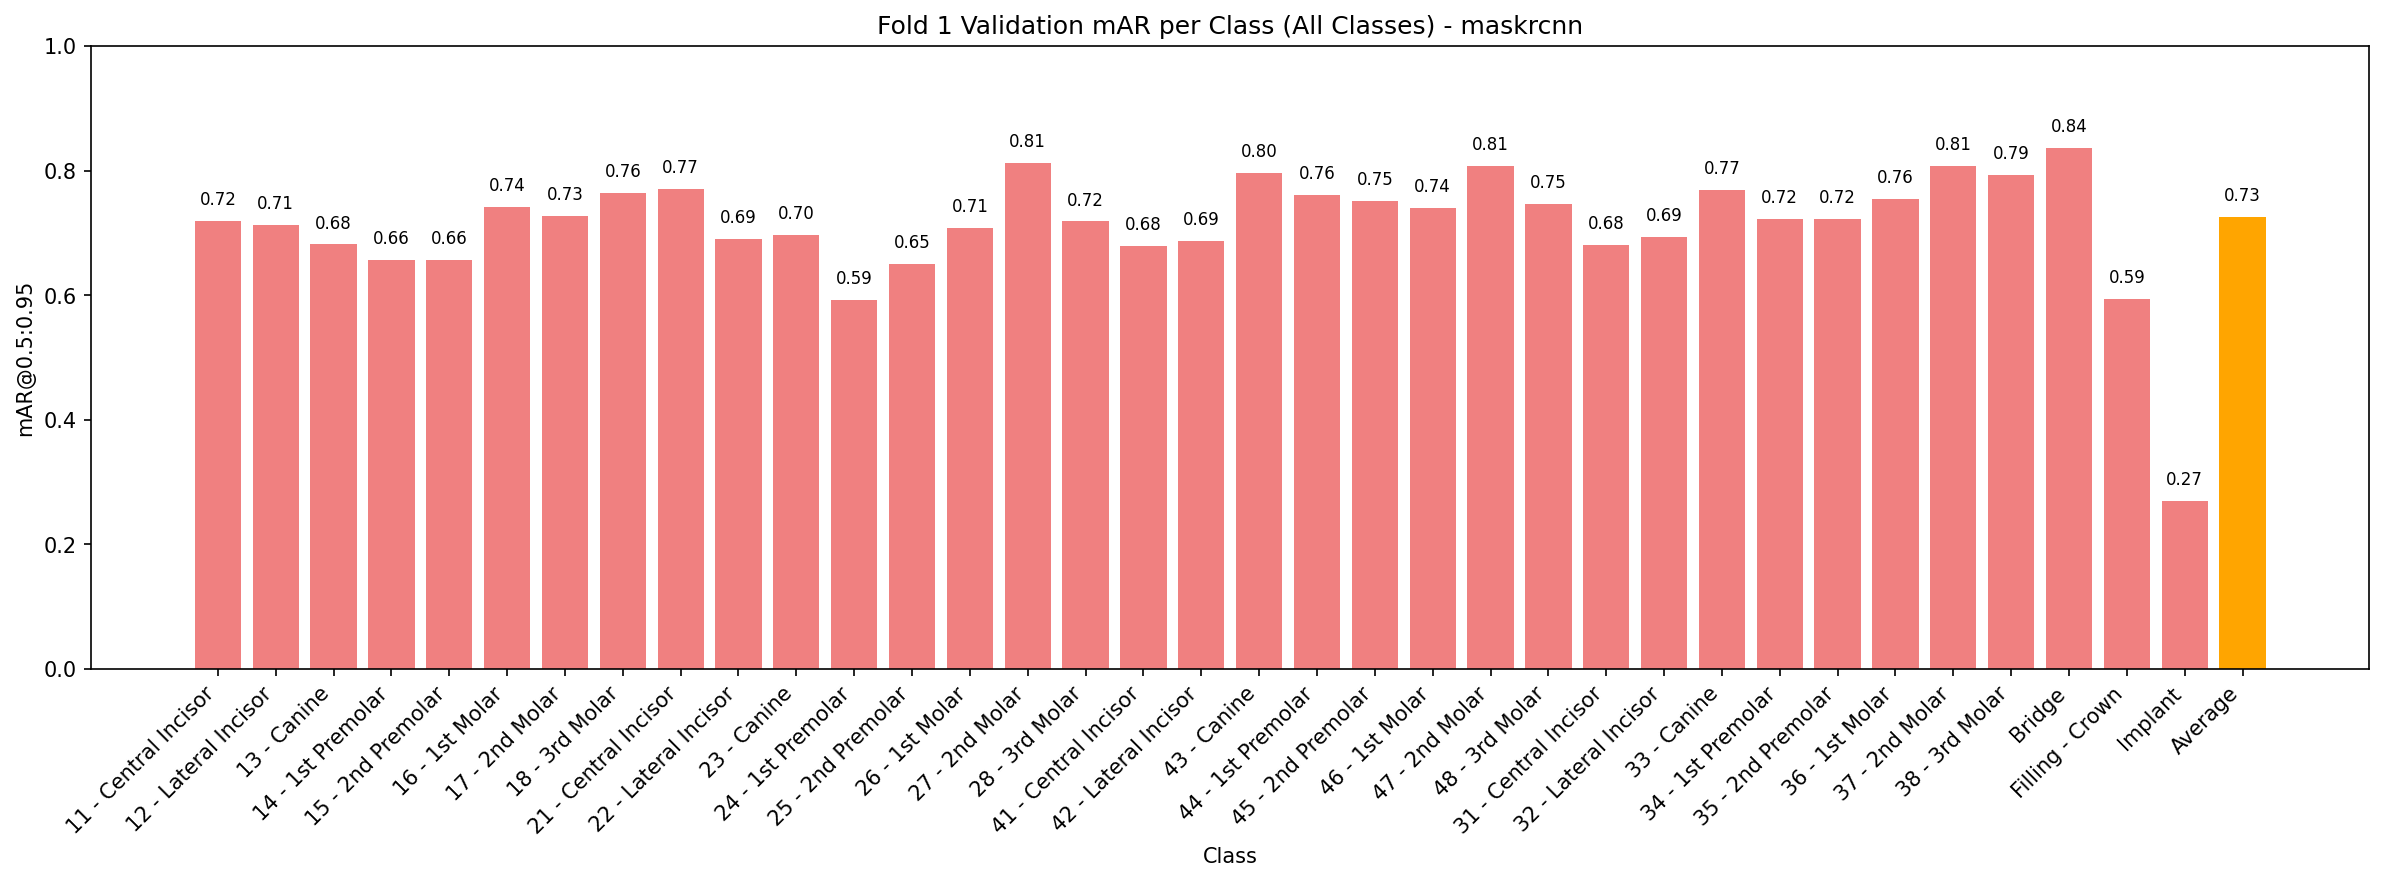 Fold 1 Validation mAR per Class (All Classes) - maskrcnn
mAR@0.5:0.95
1.0
0.8
0.6
0.4
0.2
0.0
0.72
0.71
0.68
0.66
0.66
0.74
0.73
0.76
0.77
0.69
0.70
0.59
0.65
0.71
0.81
0.72
0.68
0.69
0.80
0.76
0.75
0.74
0.81
0.75
0.68
0.69
0.77
0.72
0.72
0.76
0.81
0.79
0.84
0.59
0.27
0.73
11 - Central Incisor
12 - Lateral Incisor
13 - Canine
14 - 1st Premolar
15 - 2nd Premolar
16 - 1st Molar
17 - 2nd Molar
18 - 3rd Molar
21 - Central Incisor
22 - Lateral Incisor
23 - Canine
24 - 1st Premolar
25 - 2nd Premolar
26 - 1st Molar
27 - 2nd Molar
28 - 3rd Molar
41 - Central Incisor
42 - Lateral Incisor
43 - Canine
44 - 1st Premolar
45 - 2nd Premolar
46 - 1st Molar
47 - 2nd Molar
48 - 3rd Molar
31 - Central Incisor
32 - Lateral Incisor
33 - Canine
34 - 1st Premolar
35 - 2nd Premolar
36 - 1st Molar
37 - 2nd Molar
38 - 3rd Molar
Bridge
Filling - Crown
Implant
Average
Class